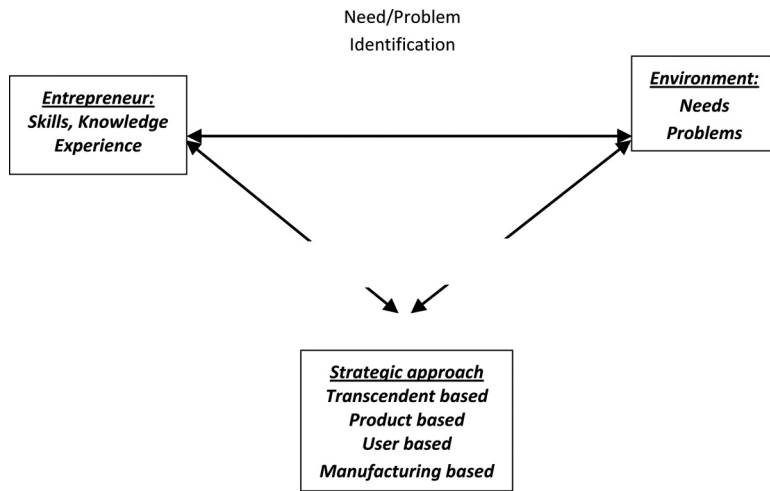 Need/Problem
Identification
Entrepreneur:
Skills, Knowledge
Experience
Environment:
Needs
Problems
Strategic approach
Transcendent based
Product based
User based
Manufacturing based